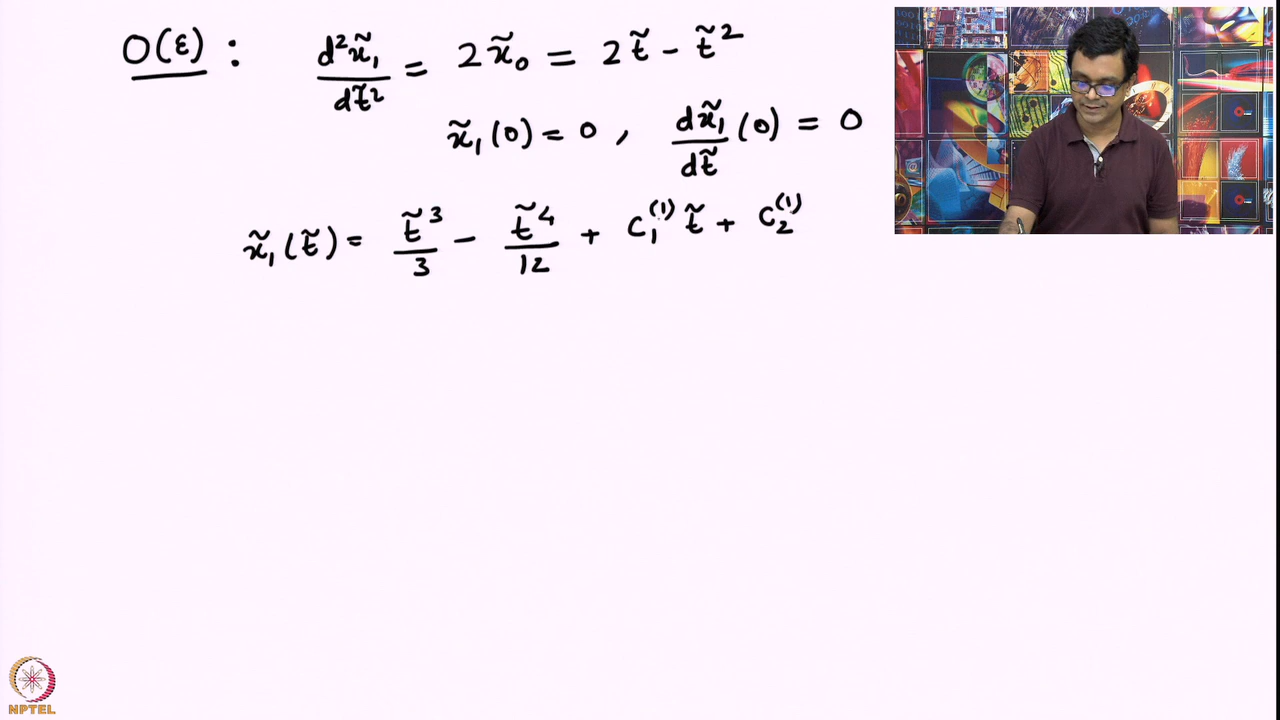 O(ε) : d²x̃₁/dt̃² = 2x̃₀ = 2t̃ - t̃²
x̃₁(0) = 0 , dx̃₁/dt̃ (0) = 0
x̃₁(t̃) = t̃³/3 - t̃⁴/12 + C₁⁽¹⁾ t̃ + C₂⁽¹⁾
NPTEL